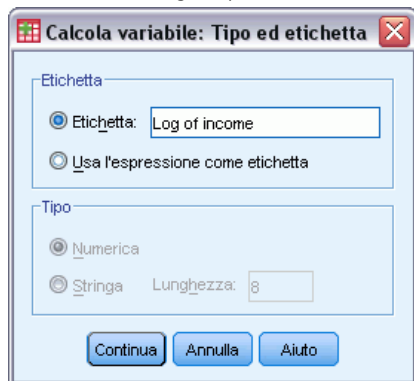 Calcola variabile: Tipo ed etichetta
Etichetta
Etichetta: Log of income
Usa l'espressione come etichetta
Tipo
Numerica
Stringa Lunghezza: 8
Continua Annulla Aiuto